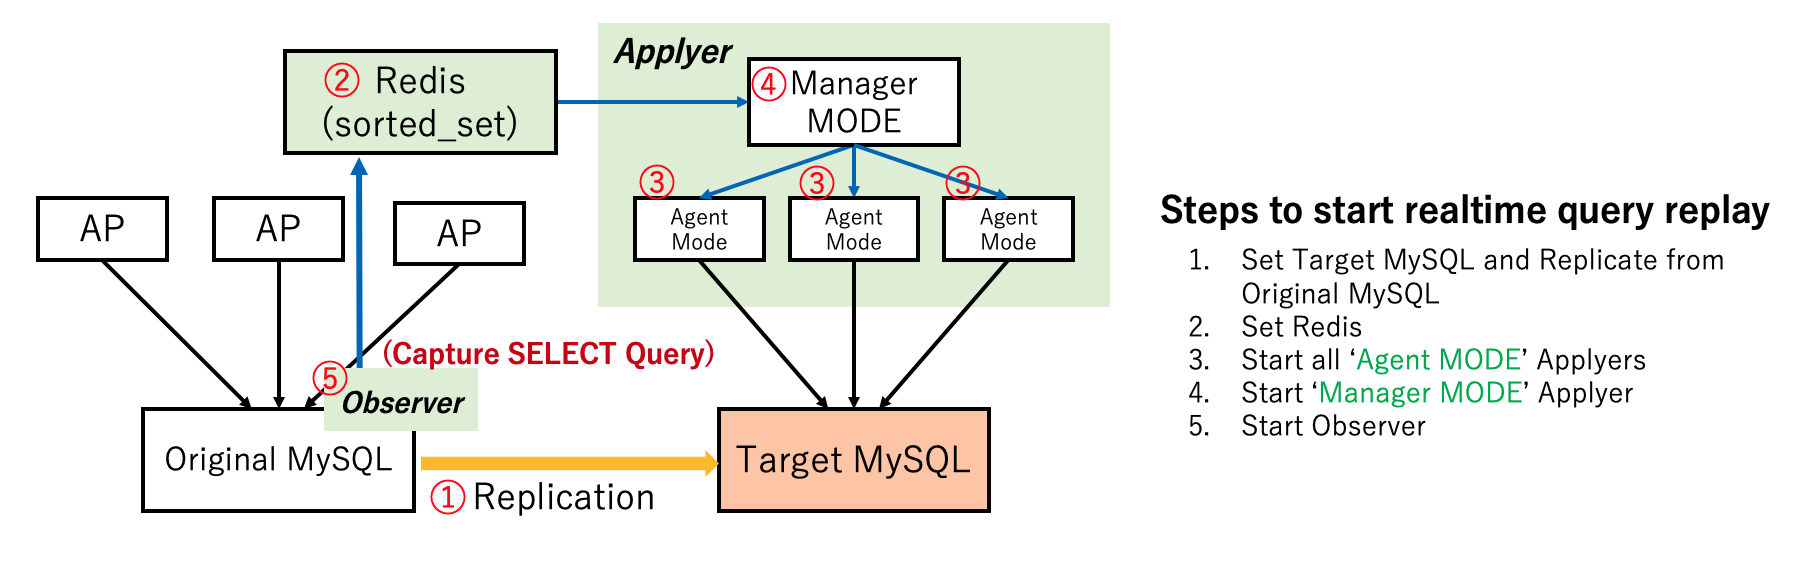 Applyer
② Redis
(sorted_set)
④ Manager
MODE
③
③
③
AP
AP
AP
Agent
Mode
Agent
Mode
Agent
Mode
(Capture SELECT Query)
⑤
Observer
Original MySQL
Target MySQL
① Replication
Steps to start realtime query replay
1. Set Target MySQL and Replicate from
Original MySQL
2. Set Redis
3. Start all ‘Agent MODE’ Applyers
4. Start ‘Manager MODE’ Applyer
5. Start Observer